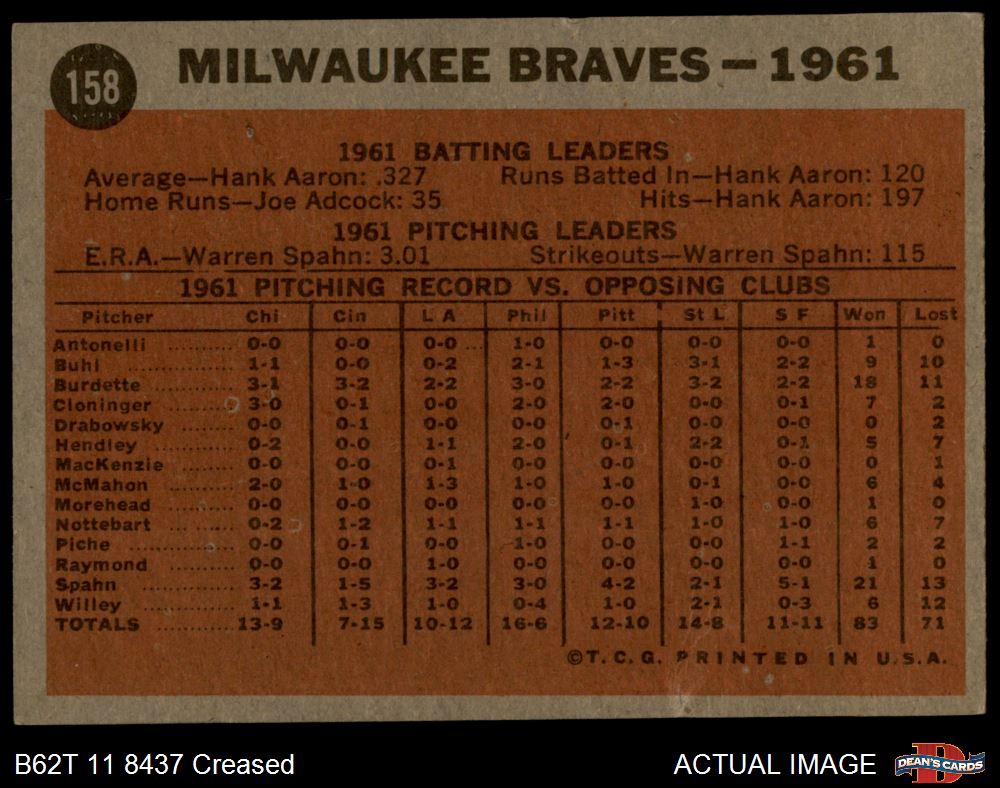 158
MILWAUKEE BRAVES – 1961
1961 BATTING LEADERS
Average—Hank Aaron: .327 Runs Batted In—Hank Aaron: 120
Home Runs—Joe Adcock: 35 Hits—Hank Aaron: 197
1961 PITCHING LEADERS
E.R.A.—Warren Spahn: 3.01 Strikeouts—Warren Spahn: 115
1961 PITCHING RECORD VS. OPPOSING CLUBS
Pitcher Chi Cin L A Phil Pitt St L S F Won Lost
Antonelli .......... 0-0 0-0 0-0 1-0 0-0 0-0 0-0 1 0
Buhl .......... 1-1 0-0 0-2 2-1 1-3 3-1 2-2 9 10
Burdette .......... 3-1 3-2 2-2 3-0 2-2 3-2 2-2 18 11
Cloninger ........ 3-0 0-1 0-0 2-0 2-0 0-0 0-1 7 2
Drabowsky ...... 0-0 0-1 0-0 0-0 0-1 0-0 0-0 0 2
Hendley .......... 0-2 0-0 1-1 2-0 0-1 2-2 0-1 5 7
MacKenzie ...... 0-0 0-0 0-1 0-0 0-0 0-0 0-0 0 1
McMahon ........ 2-0 1-0 1-3 1-0 1-0 0-1 0-0 6 4
Morehead ........ 0-0 0-0 0-0 0-0 0-0 1-0 0-0 1 0
Nottebart ........ 0-2 1-2 1-1 1-1 1-1 1-0 1-0 6 7
Piche .............. 0-0 0-1 0-0 1-0 0-0 0-0 1-1 2 2
Raymond ........ 0-0 0-0 1-0 0-0 0-0 0-0 0-0 1 0
Spahn ............ 3-2 1-5 3-2 3-0 4-2 2-1 5-1 21 13
Willey ............ 1-1 1-3 1-0 0-4 1-0 2-1 0-3 6 12
TOTALS .......... 13-9 7-15 10-12 16-6 12-10 14-8 11-11 83 71
©T.C.G. PRINTED IN U.S.A.
B62T 11 8437 Creased
ACTUAL IMAGE
D
DEAN'S CARDS